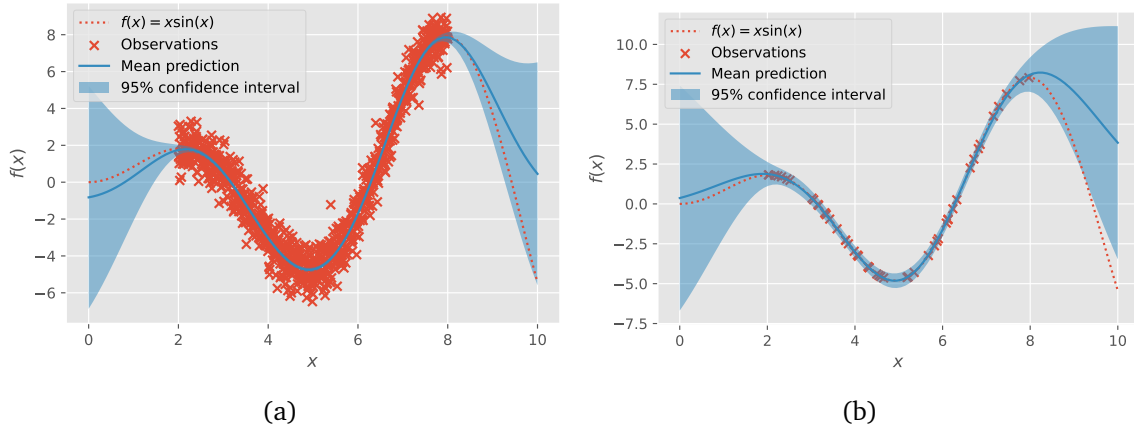 f(x) = xsin(x)
Observations
Mean prediction
95% confidence interval
8
6
4
2
0
−2
−4
−6
f(x)
0 2 4 6 8 10
x
(a)
f(x) = xsin(x)
Observations
Mean prediction
95% confidence interval
10.0
7.5
5.0
2.5
0.0
−2.5
−5.0
−7.5
f(x)
0 2 4 6 8 10
x
(b)